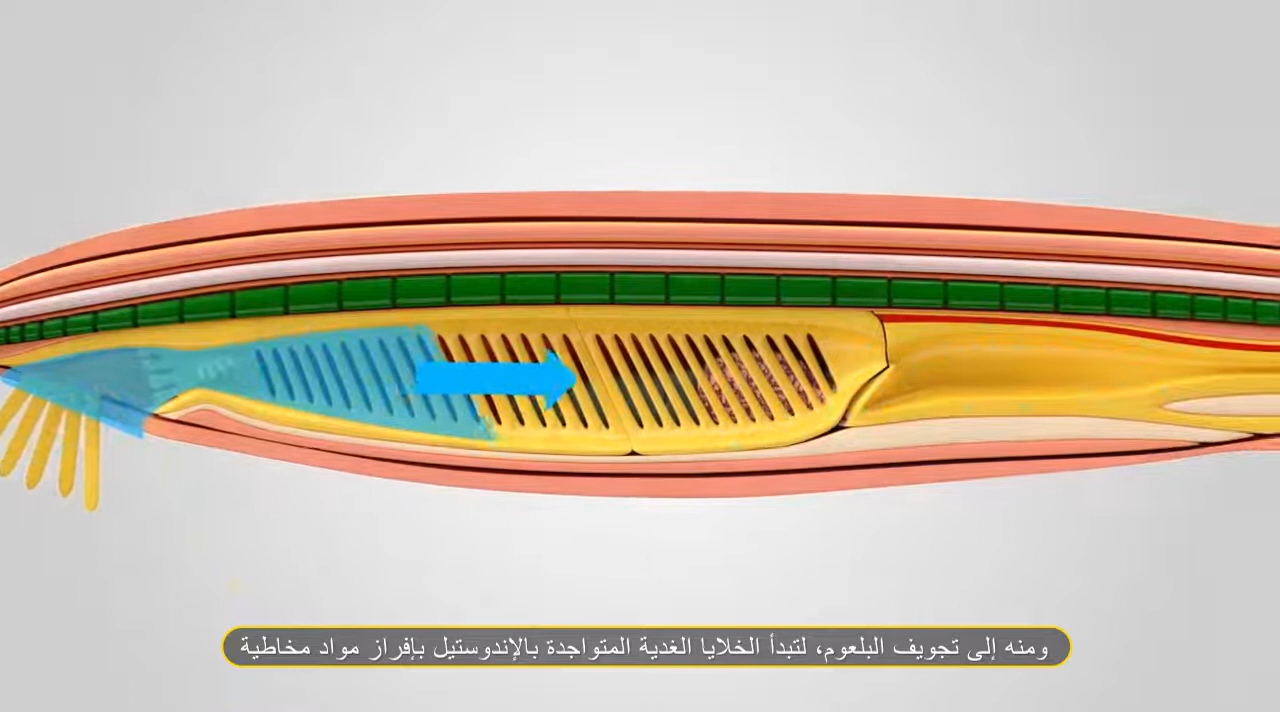 ومنه إلى تجويف البلعوم، لتبدأ الخلايا الغدية المتواجدة بالإندوستيل بإفراز مواد مخاطية